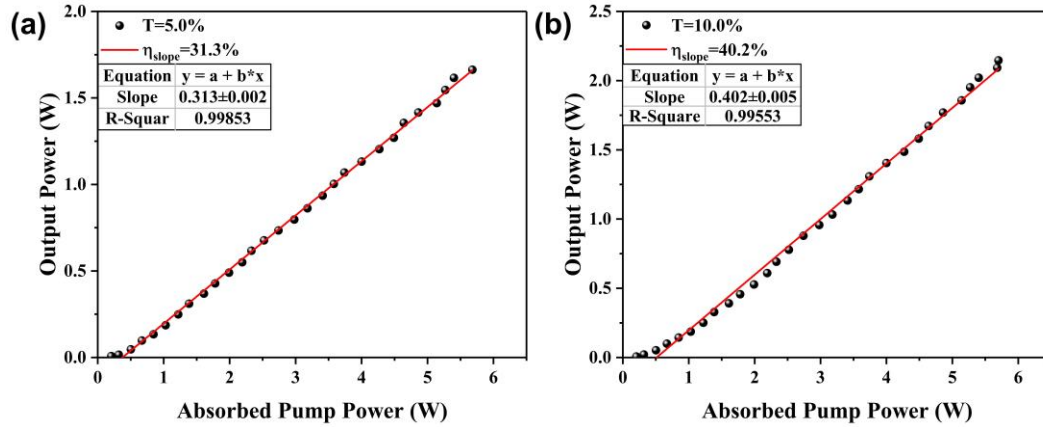 (a)
T=5.0%
ηslope=31.3%
Equation y = a + b*x
Slope 0.313±0.002
R-Squar 0.99853
Output Power (W)
2.0
1.5
1.0
0.5
0.0
0 1 2 3 4 5 6
Absorbed Pump Power (W)
(b)
T=10.0%
ηslope=40.2%
Equation y = a + b*x
Slope 0.402±0.005
R-Square 0.99553
Output Power (W)
2.5
2.0
1.5
1.0
0.5
0.0
0 1 2 3 4 5 6
Absorbed Pump Power (W)